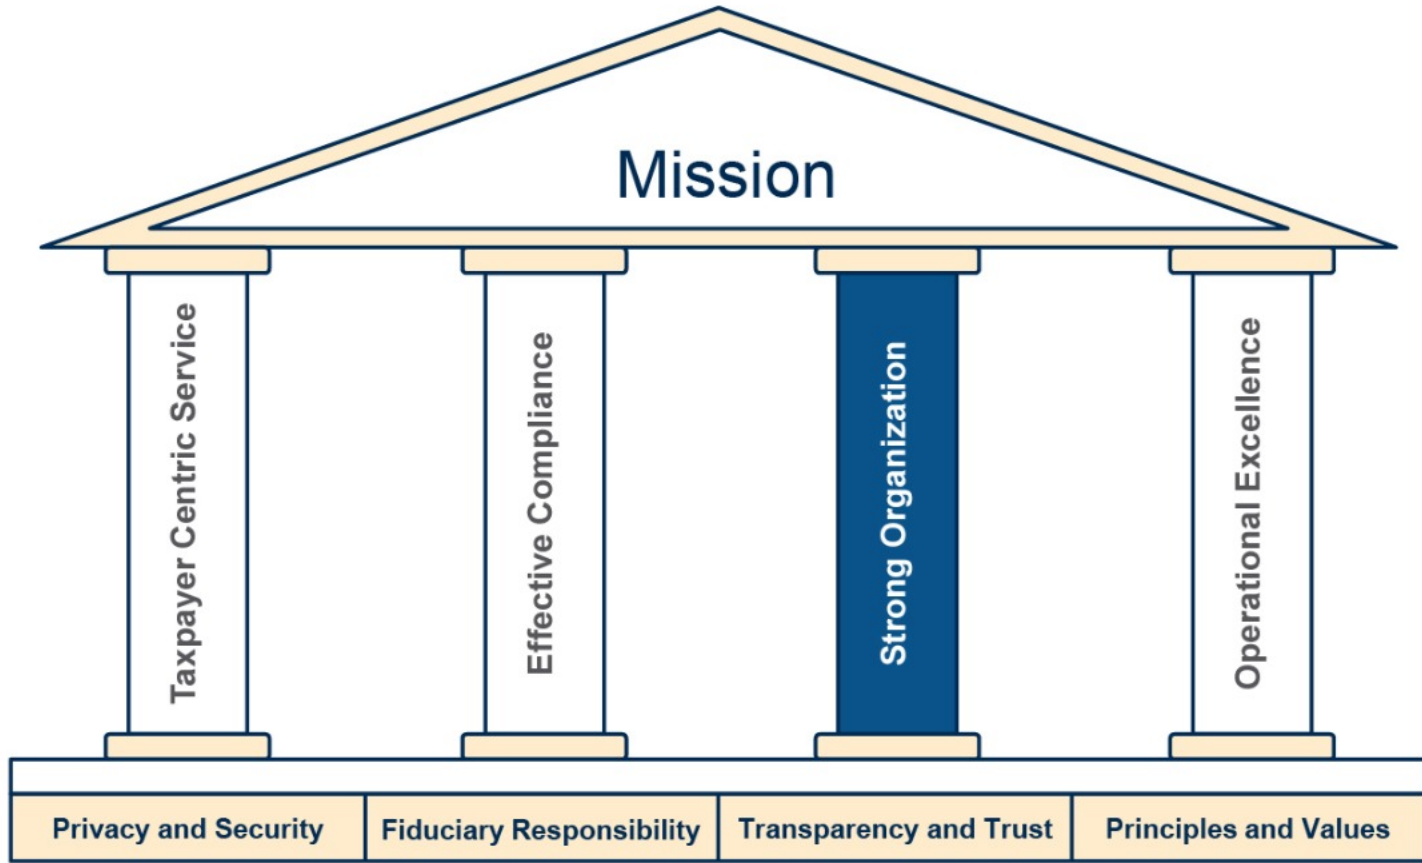 Mission
Taxpayer Centric Service
Effective Compliance
Strong Organization
Operational Excellence
Privacy and Security
Fiduciary Responsibility
Transparency and Trust
Principles and Values